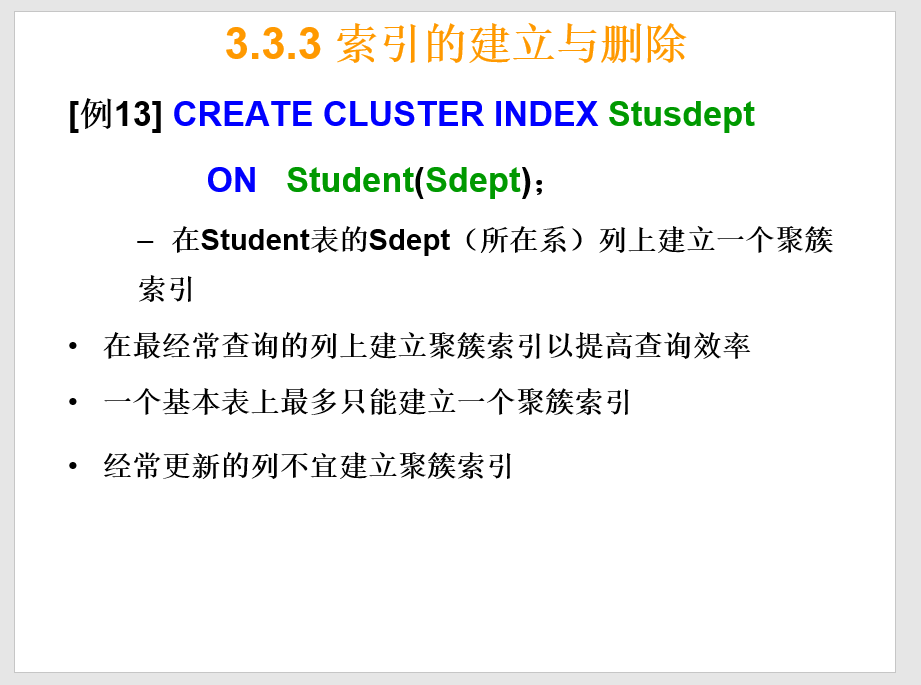 3.3.3 索引的建立与删除
[例13] CREATE CLUSTER INDEX Stusdept
ON Student(Sdept)；
– 在Student表的Sdept（所在系）列上建立一个聚簇
索引
• 在最经常查询的列上建立聚簇索引以提高查询效率
• 一个基本表上最多只能建立一个聚簇索引
• 经常更新的列不宜建立聚簇索引